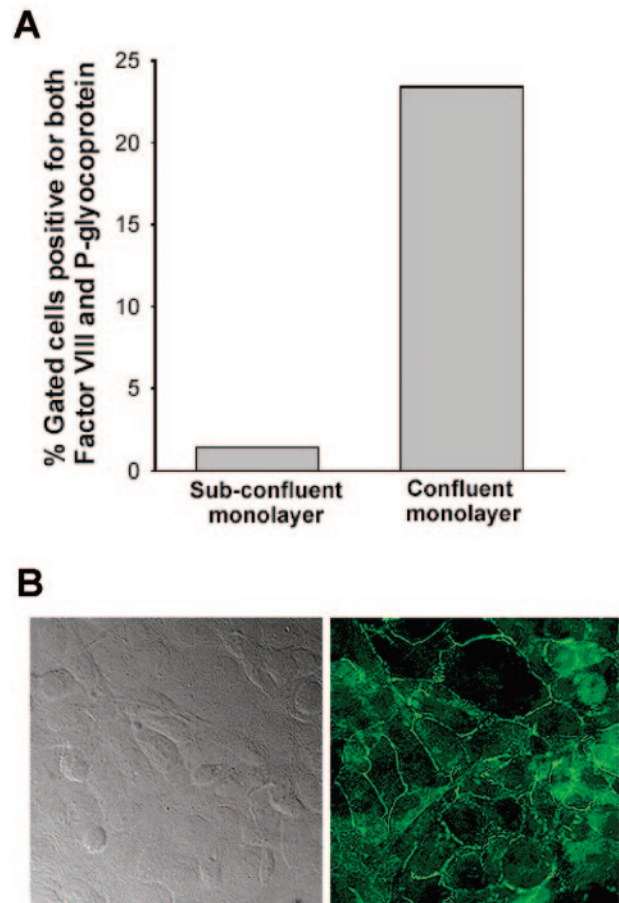 A
% Gated cells positive for both
Factor VIII and P-glyocoprotein
25
20
15
10
5
0
Sub-confluent
monolayer
Confluent
monolayer
B